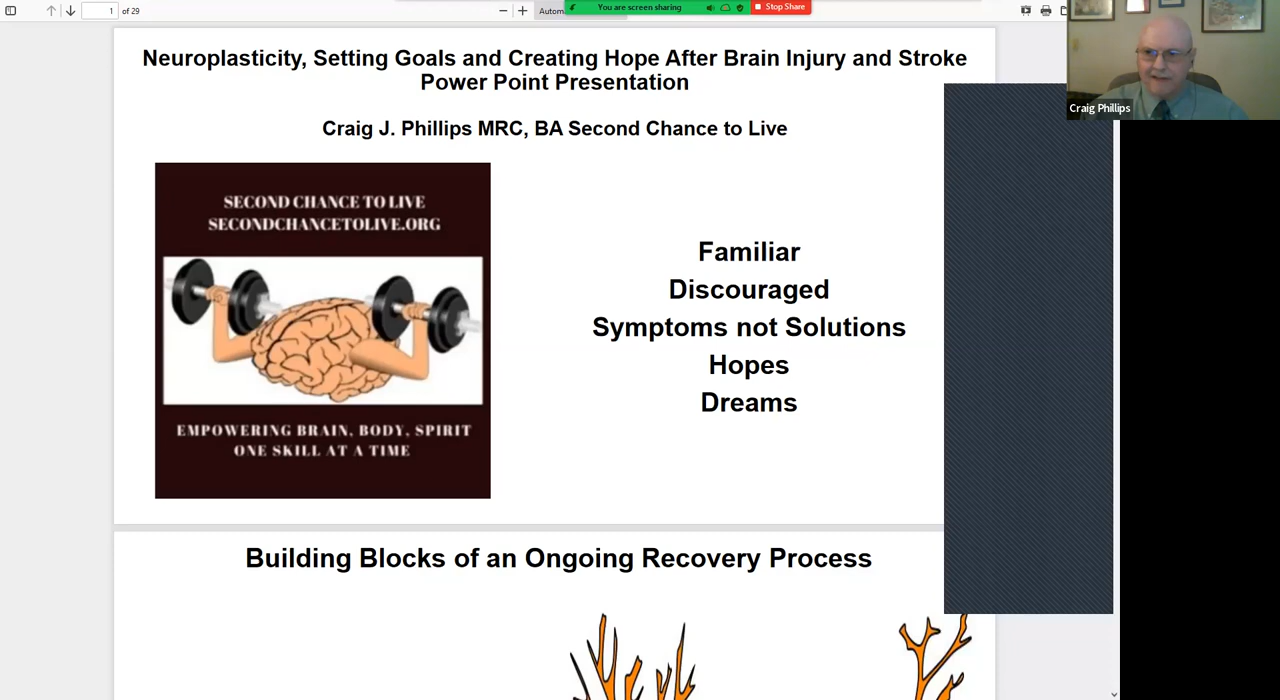 1 of 29
You are screen sharing
Stop Share
Neuroplasticity, Setting Goals and Creating Hope After Brain Injury and Stroke
Power Point Presentation
Craig Phillips
Craig J. Phillips MRC, BA Second Chance to Live
SECOND CHANCE TO LIVE
SECONDCHANCETOLIVE.ORG
EMPOWERING BRAIN, BODY, SPIRIT
ONE SKILL AT A TIME
Familiar
Discouraged
Symptoms not Solutions
Hopes
Dreams
Building Blocks of an Ongoing Recovery Process